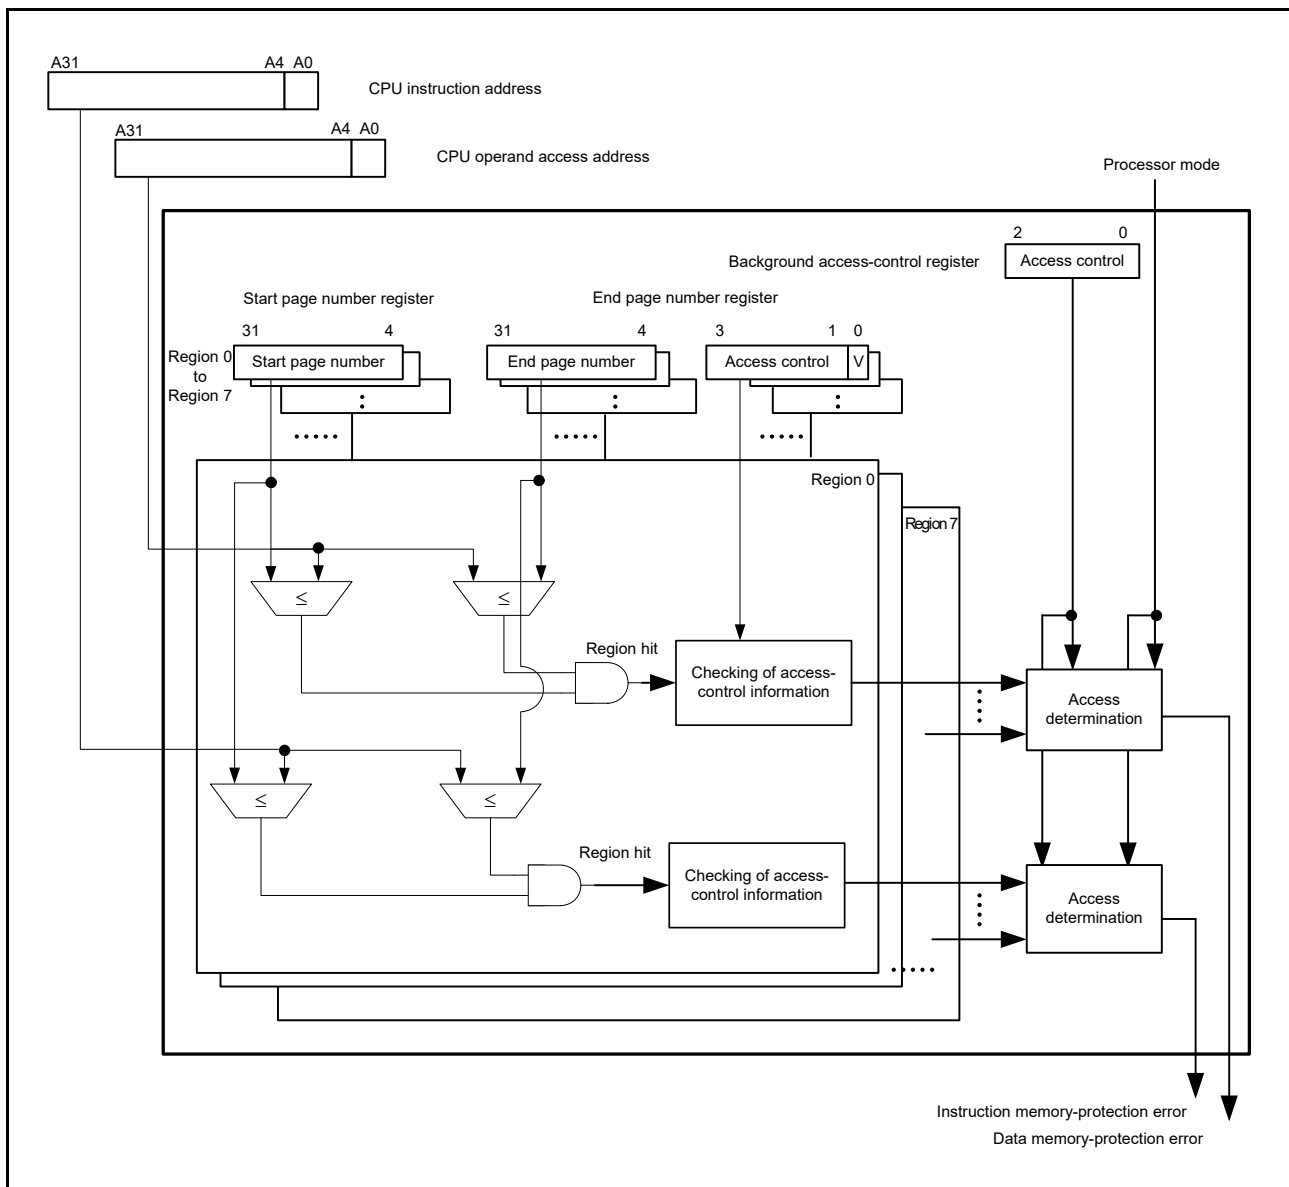 A31 A4 A0
CPU instruction address
A31 A4 A0
CPU operand access address
Processor mode
2 0
Background access-control register
Access control
Start page number register
End page number register
31 4
31 4
3 1 0
Region 0
to
Region 7
Start page number
End page number
Access control V
:
:
:
.....
.....
.....
Region 0
Region 7
≤
≤
Region hit
Checking of access-
control information
Access
determination
≤
≤
Region hit
Checking of access-
control information
Access
determination
.....
Instruction memory-protection error
Data memory-protection error